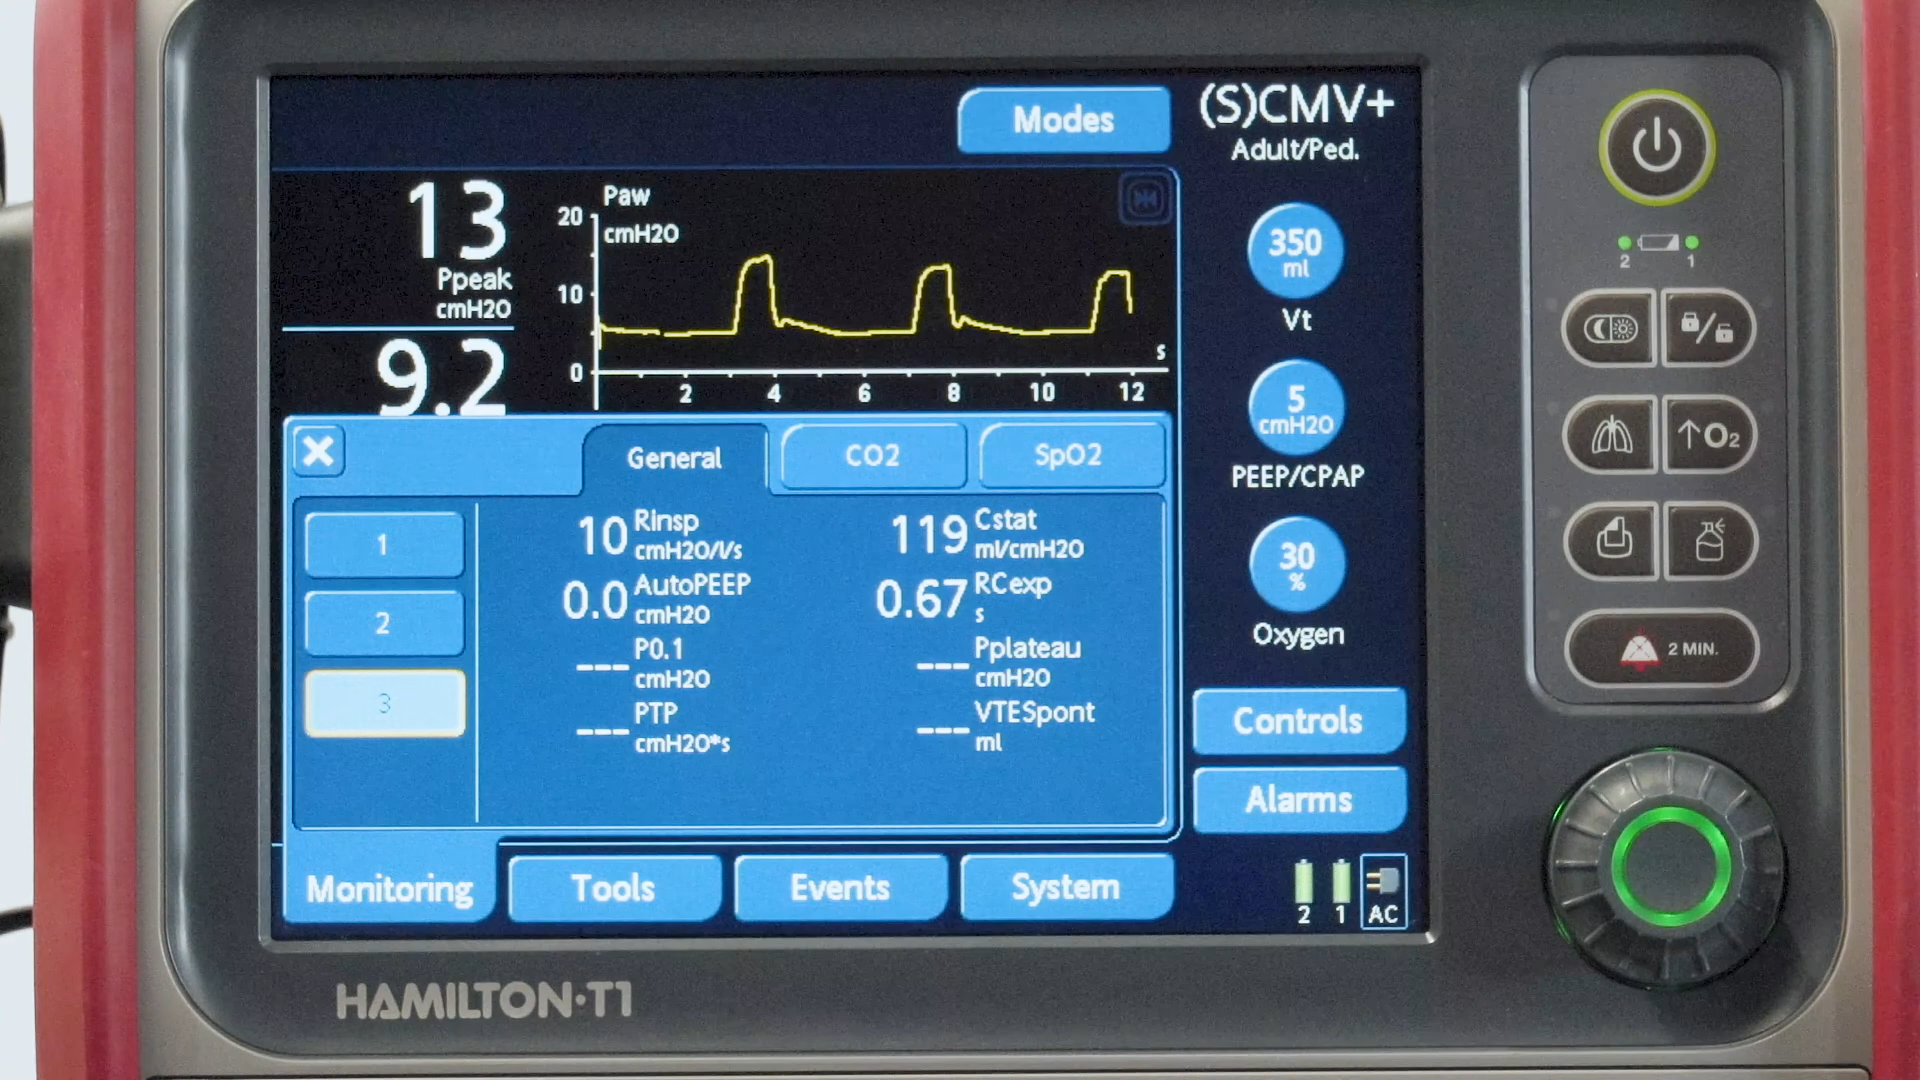 Modes
(S)CMV+
Adult/Ped.
13
Ppeak
cmH2O
9.2
Paw
cmH2O
20
10
0
2 4 6 8 10 12
s
350
ml
Vt
5
cmH2O
PEEP/CPAP
30
%
Oxygen
Controls
Alarms
X
General CO2 SpO2
1
2
3
10 Rinsp
cmH2O/l/s
119 Cstat
ml/cmH2O
0.0 AutoPEEP
cmH2O
0.67 RCexp
s
--- P0.1
cmH2O
--- Pplateau
cmH2O
--- PTP
cmH2O*s
--- VTESpont
ml
Monitoring Tools Events System
2 1 AC
2 1
↑O2
2 MIN.
HAMILTON·T1